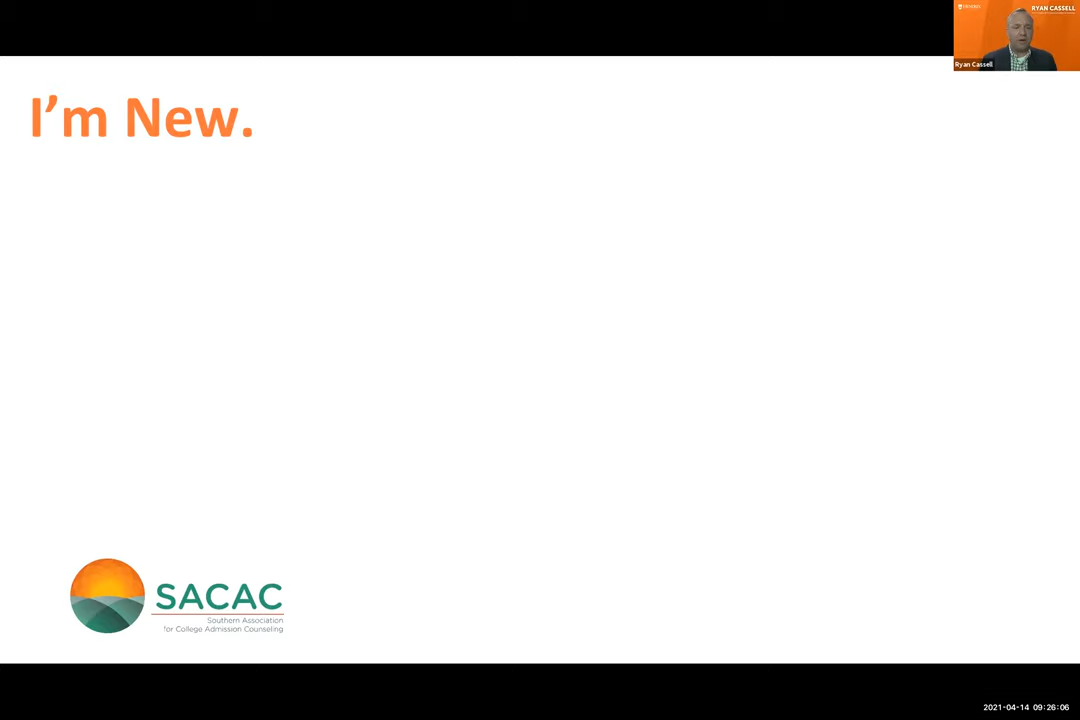 RYAN CASSELL
Ryan Cassell
I'm New.
SACAC
Southern Association
for College Admission Counseling
2021-04-14 09:26:06